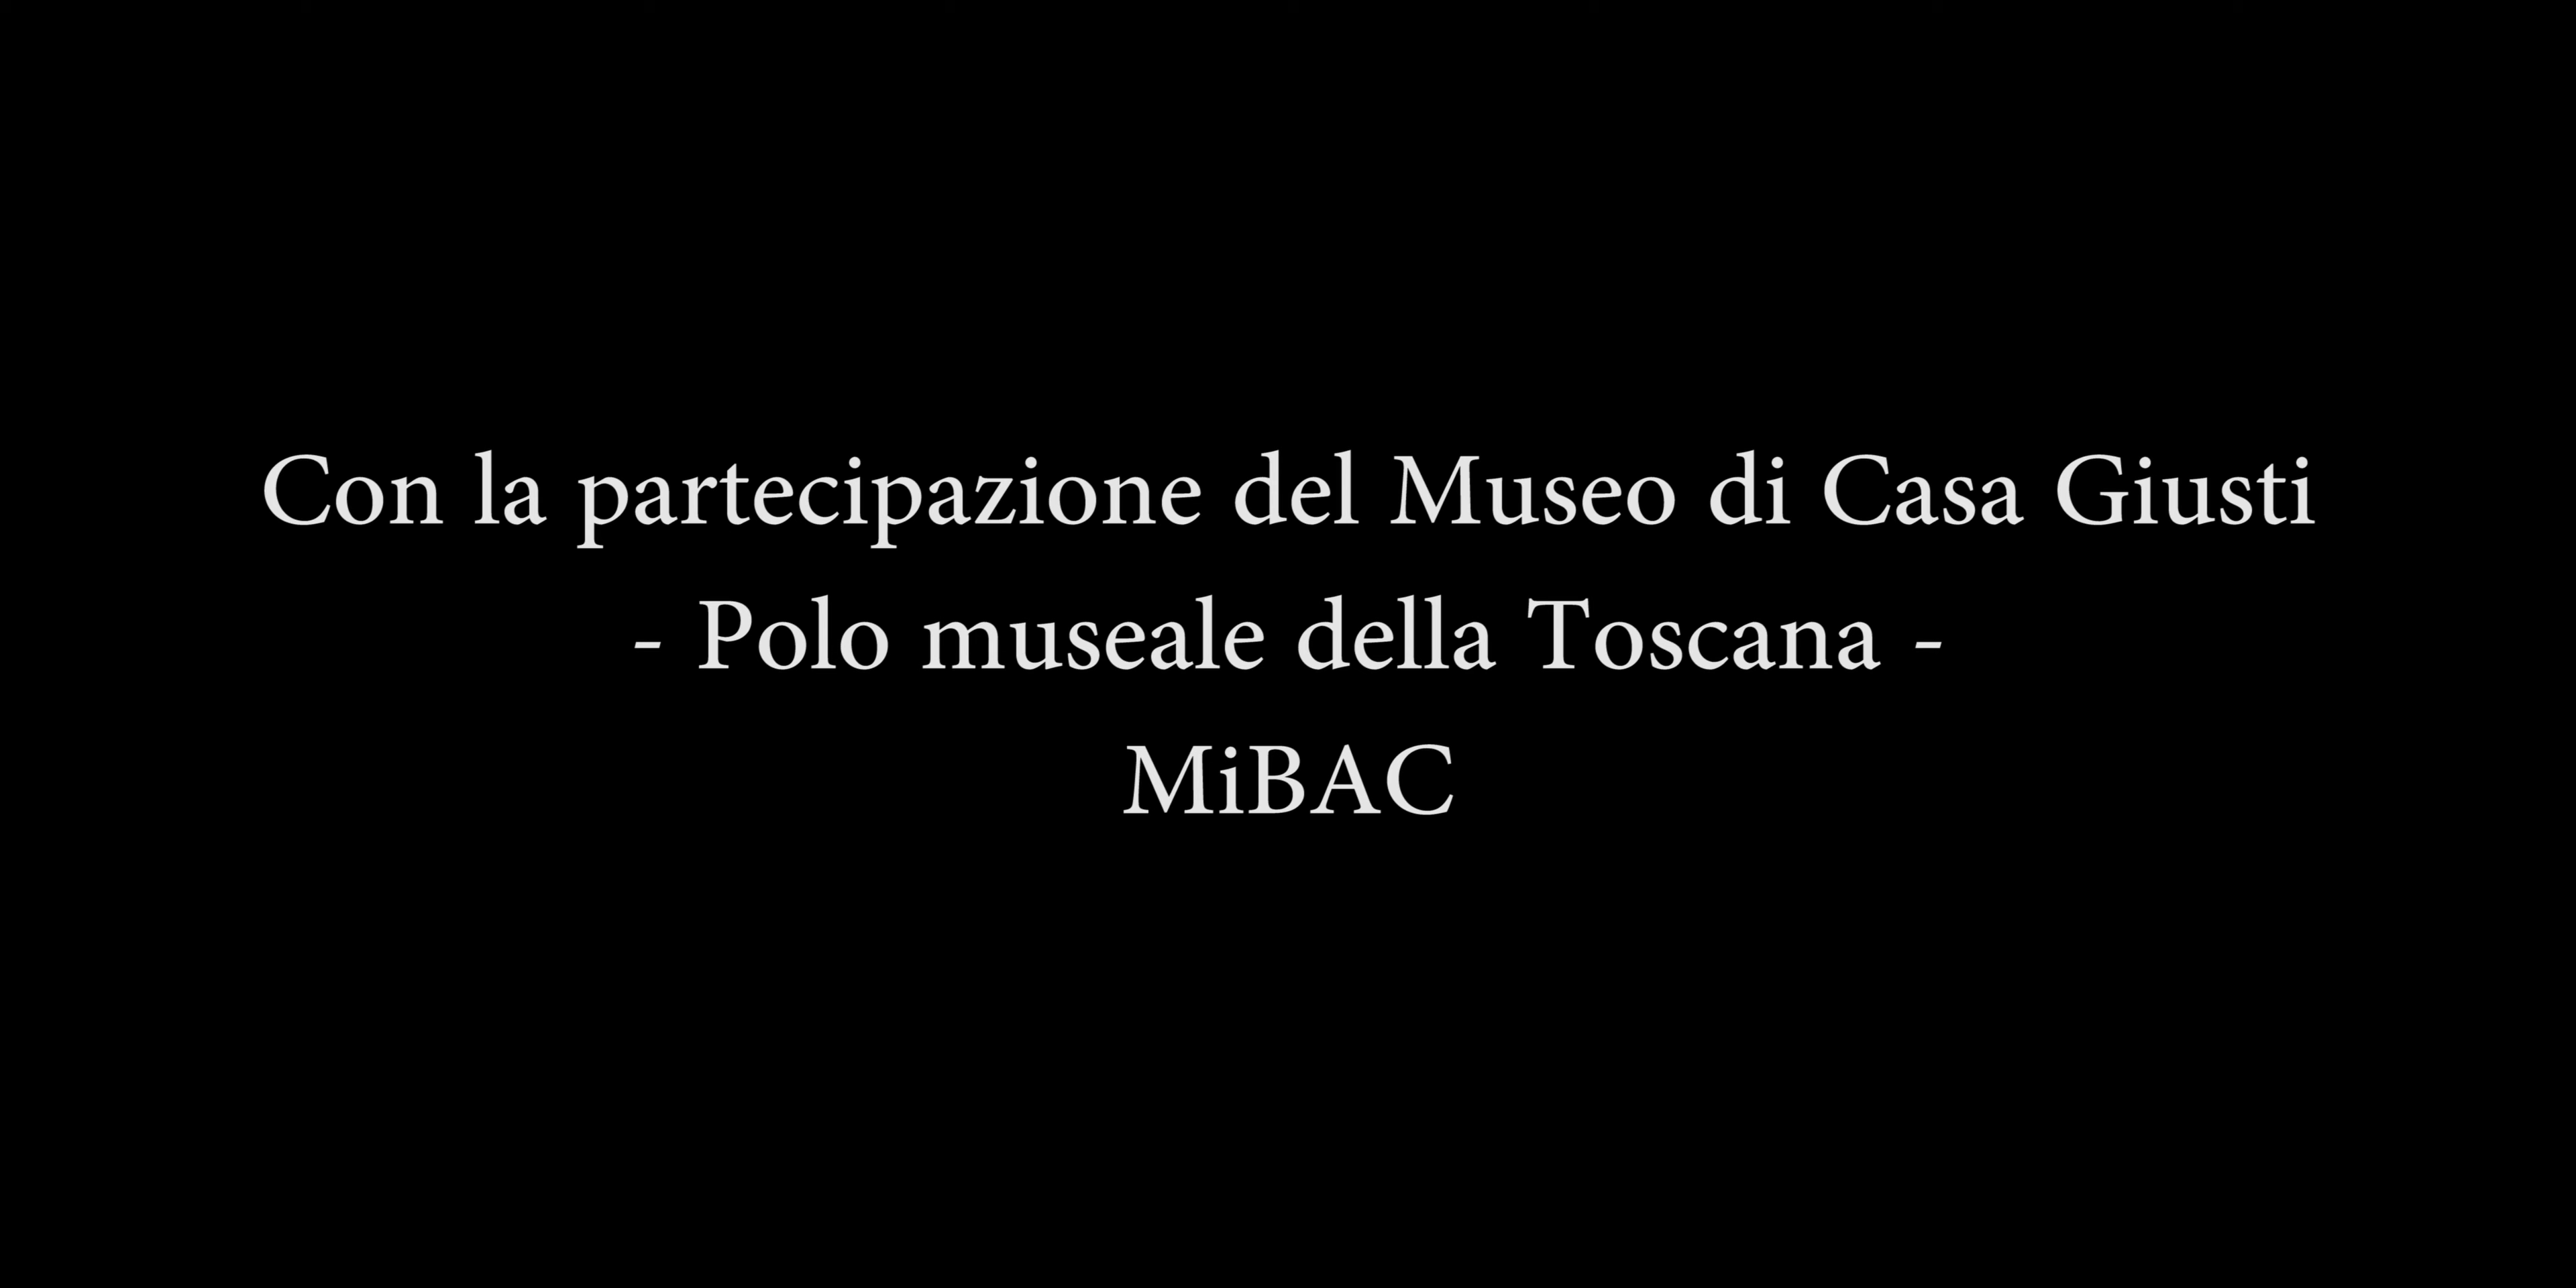 Con la partecipazione del Museo di Casa Giusti
- Polo museale della Toscana -
MiBAC